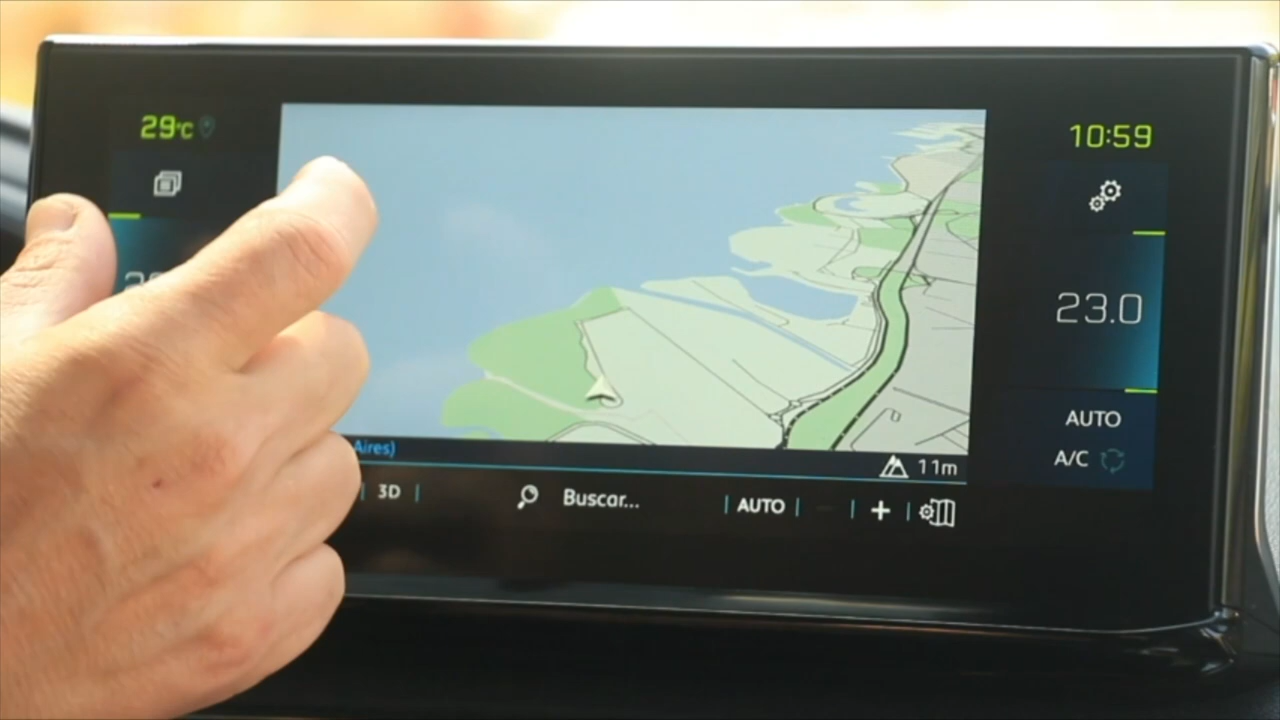 29°C
10:59
23.0
AUTO
A/C
Aires)
11m
3D
Buscar...
AUTO
+